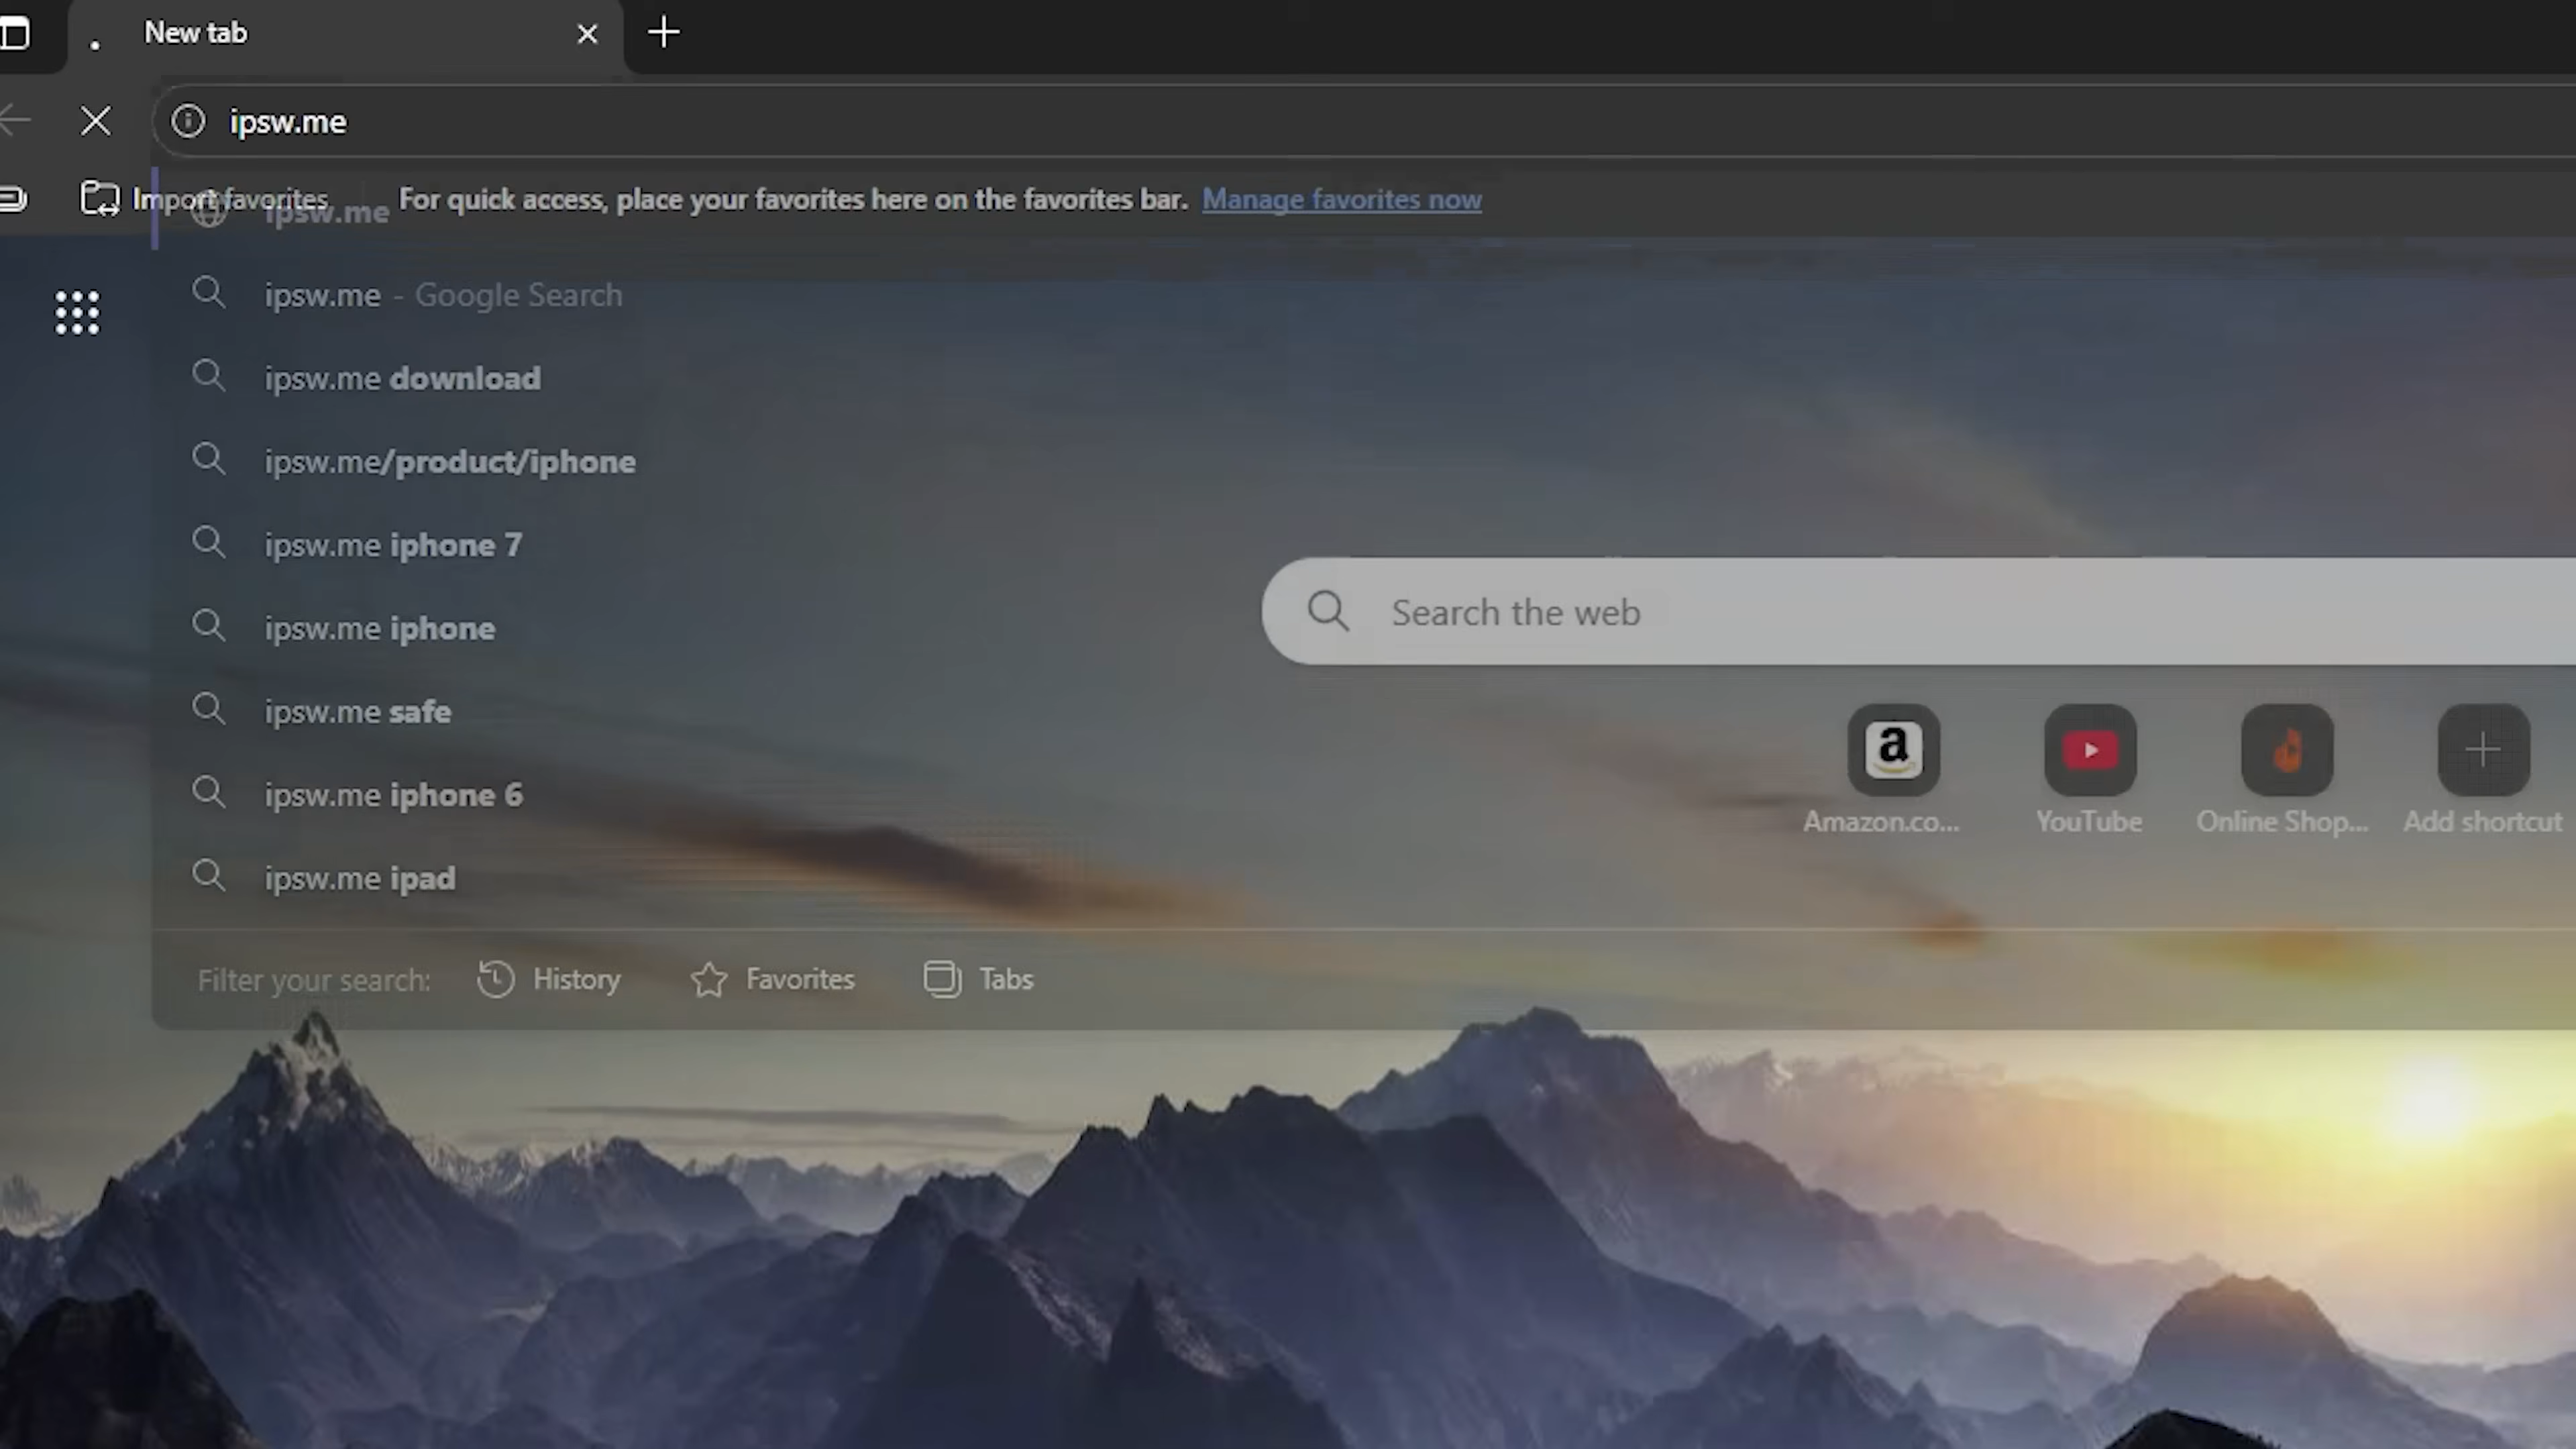 New tab
ipsw.me
Import favorites For quick access, place your favorites here on the favorites bar. Manage favorites now
ipsw.me
ipsw.me - Google Search
ipsw.me download
ipsw.me/product/iphone
ipsw.me iphone 7
ipsw.me iphone
ipsw.me safe
ipsw.me iphone 6
ipsw.me ipad
Filter your search: History Favorites Tabs
Search the web
a
Amazon.co... YouTube Online Shop... Add shortcut